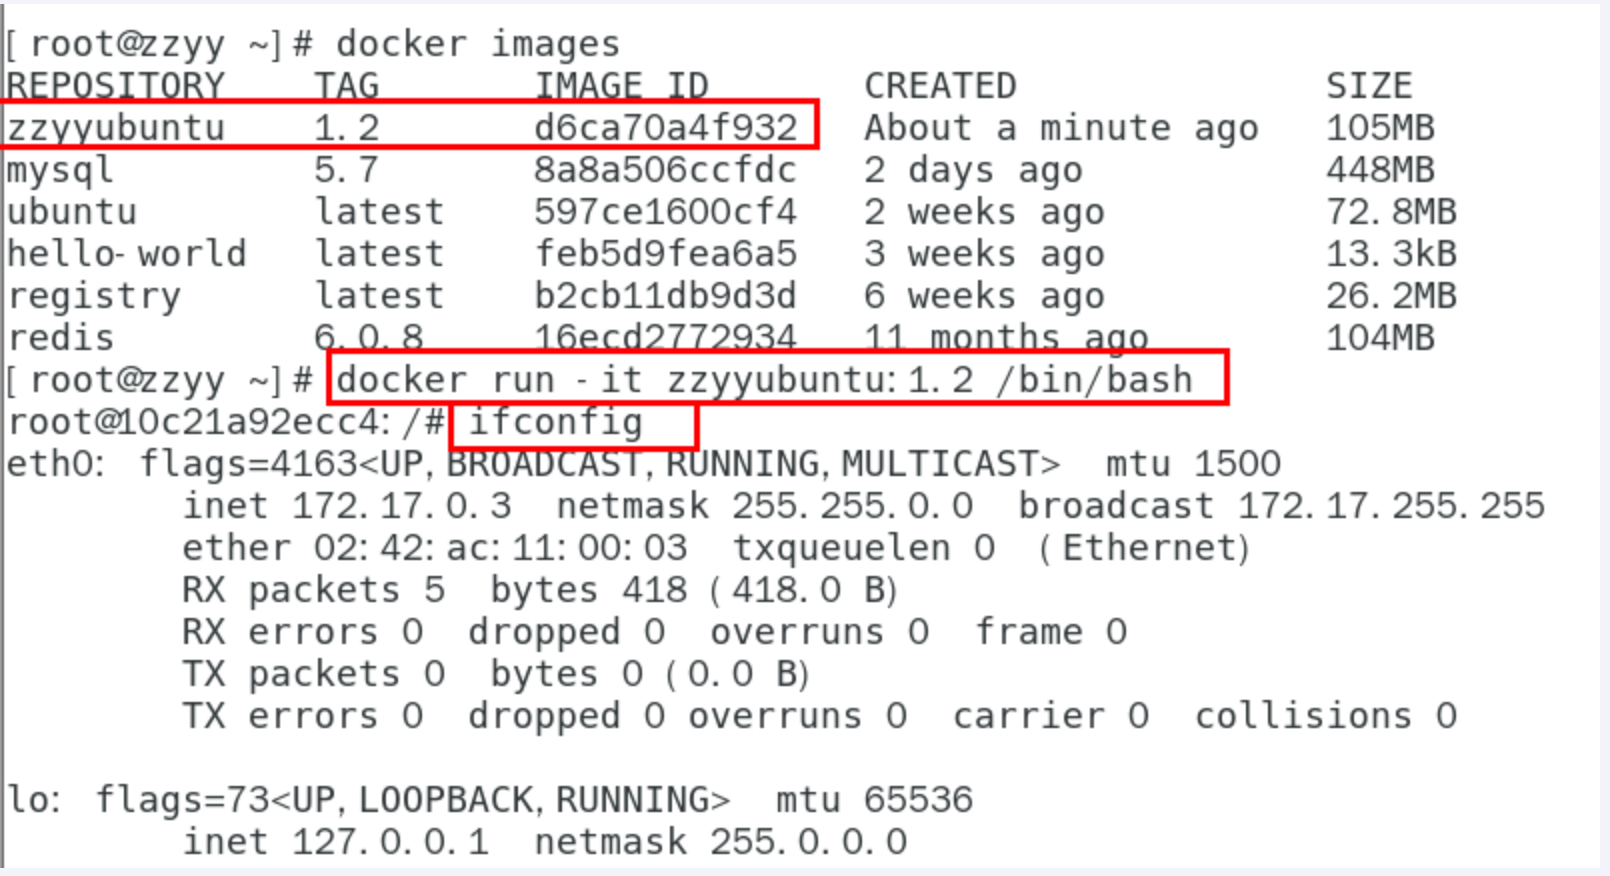 [root@zzyy ~]# docker images
REPOSITORY TAG IMAGE ID CREATED SIZE
zzyyubuntu 1.2 d6ca70a4f932 About a minute ago 105MB
mysql 5.7 8a8a506ccfdc 2 days ago 448MB
ubuntu latest 597ce1600cf4 2 weeks ago 72.8MB
hello-world latest feb5d9fea6a5 3 weeks ago 13.3kB
registry latest b2cb11db9d3d 6 weeks ago 26.2MB
redis 6.0.8 16ecd2772934 11 months ago 104MB
[root@zzyy ~]# docker run -it zzyyubuntu:1.2 /bin/bash
root@10c21a92ecc4:/# ifconfig
eth0: flags=4163<UP,BROADCAST,RUNNING,MULTICAST> mtu 1500
inet 172.17.0.3 netmask 255.255.0.0 broadcast 172.17.255.255
ether 02:42:ac:11:00:03 txqueuelen 0 (Ethernet)
RX packets 5 bytes 418 (418.0 B)
RX errors 0 dropped 0 overruns 0 frame 0
TX packets 0 bytes 0 (0.0 B)
TX errors 0 dropped 0 overruns 0 carrier 0 collisions 0
lo: flags=73<UP,LOOPBACK,RUNNING> mtu 65536
inet 127.0.0.1 netmask 255.0.0.0